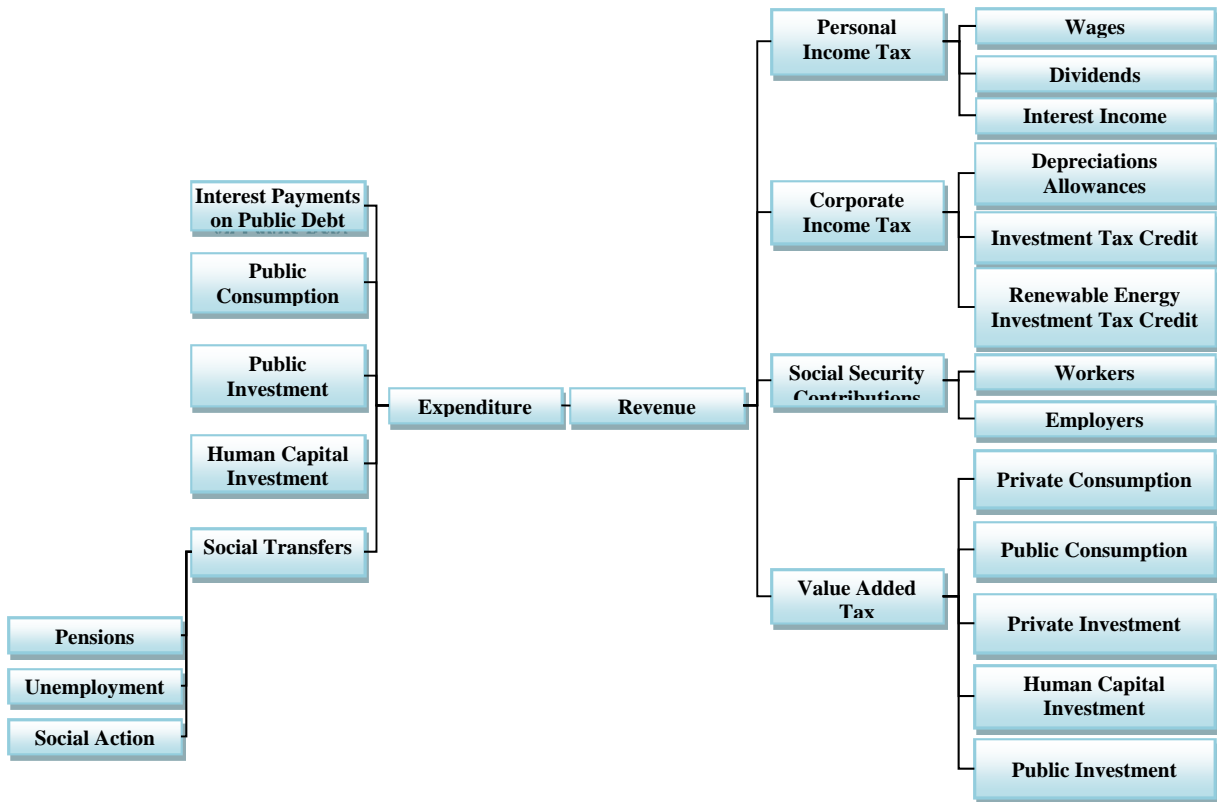 Personal
Income Tax
Wages
Dividends
Interest Income
Corporate
Income Tax
Depreciations
Allowances
Investment Tax Credit
Renewable Energy
Investment Tax Credit
Social Security
Contributions
Workers
Employers
Value Added
Tax
Private Consumption
Public Consumption
Private Investment
Human Capital
Investment
Public Investment
Revenue
Expenditure
Interest Payments
on Public Debt
Public
Consumption
Public
Investment
Human Capital
Investment
Social Transfers
Pensions
Unemployment
Social Action